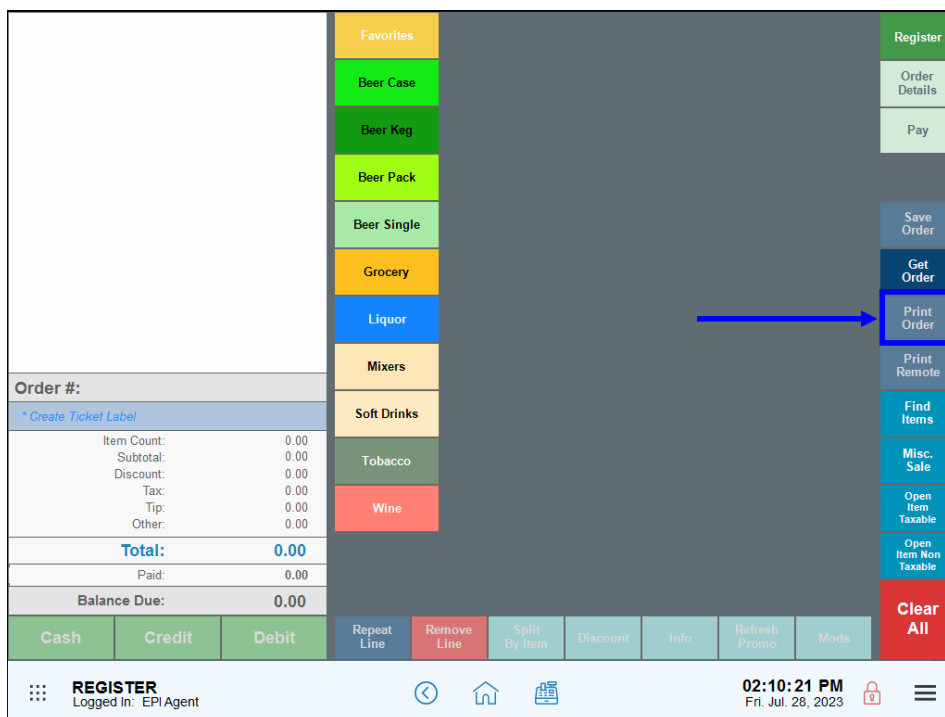 Favorites
Beer Case
Beer Keg
Beer Pack
Beer Single
Grocery
Liquor
Mixers
Soft Drinks
Tobacco
Wine
Register
Order
Details
Pay
Save
Order
Get
Order
Print
Order
Print
Remote
Find
Items
Misc.
Sale
Open
Item
Taxable
Open
Item Non
Taxable
Clear
All
Order #:
* Create Ticket Label
Item Count: 0.00
Subtotal: 0.00
Discount: 0.00
Tax: 0.00
Tip: 0.00
Other: 0.00
Total: 0.00
Paid: 0.00
Balance Due: 0.00
Cash Credit Debit
Repeat
Line
Remove
Line
Split
By Item
Discount
Info
Refresh
Promo
Mods
REGISTER
Logged In: EPI Agent
02:10:21 PM
Fri. Jul. 28, 2023